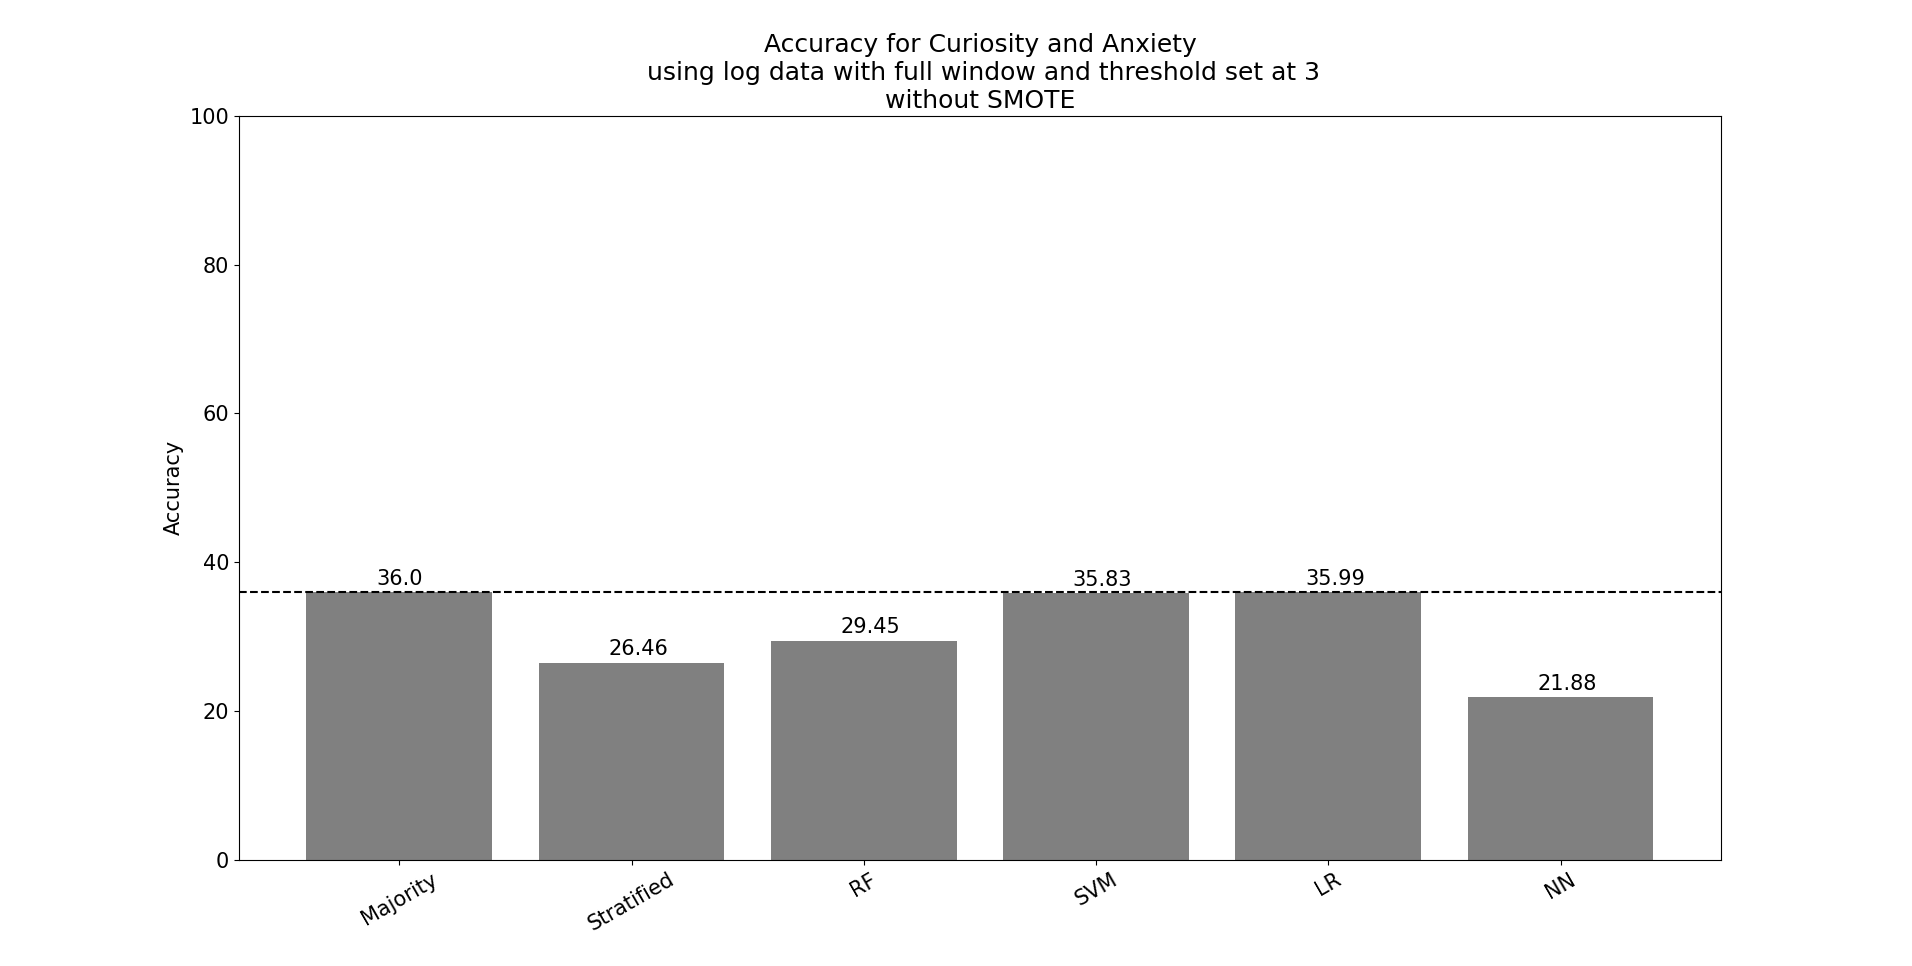 Accuracy for Curiosity and Anxiety
using log data with full window and threshold set at 3
without SMOTE
100
80
60
40
20
0
Accuracy
36.0
26.46
29.45
35.83
35.99
21.88
Majority
Stratified
RF
SVM
LR
NN